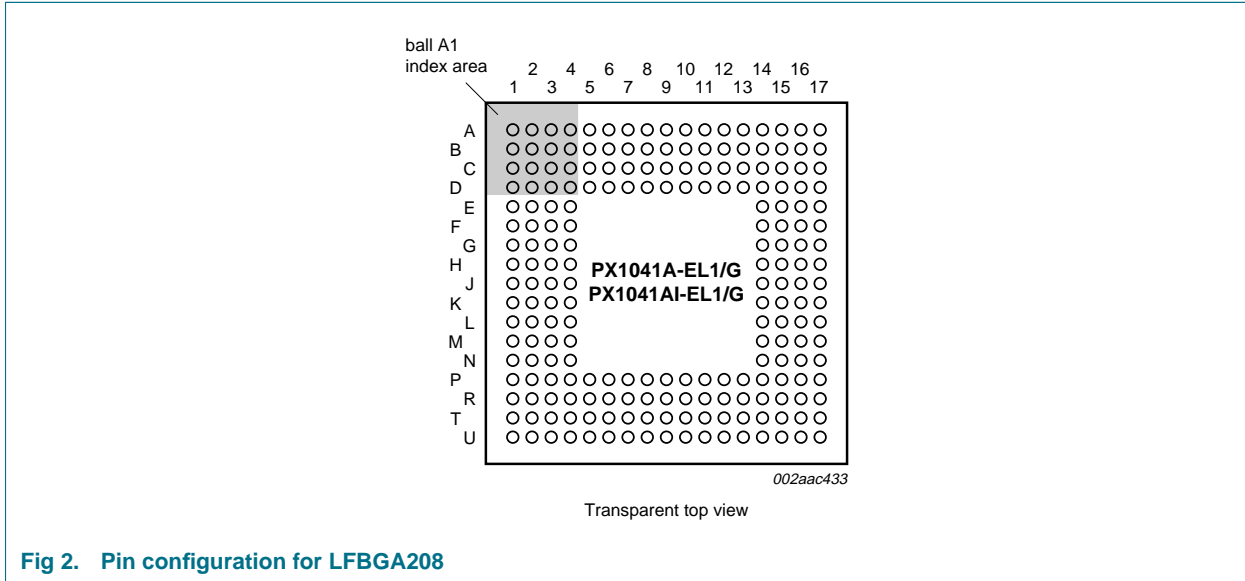 ball A1
index area
2 4 6 8 10 12 14 16
1 3 5 7 9 11 13 15 17
A
B
C
D
E
F
G
H
J
K
L
M
N
P
R
T
U
PX1041A-EL1/G
PX1041AI-EL1/G
002aac433
Transparent top view
Fig 2. Pin configuration for LFBGA208